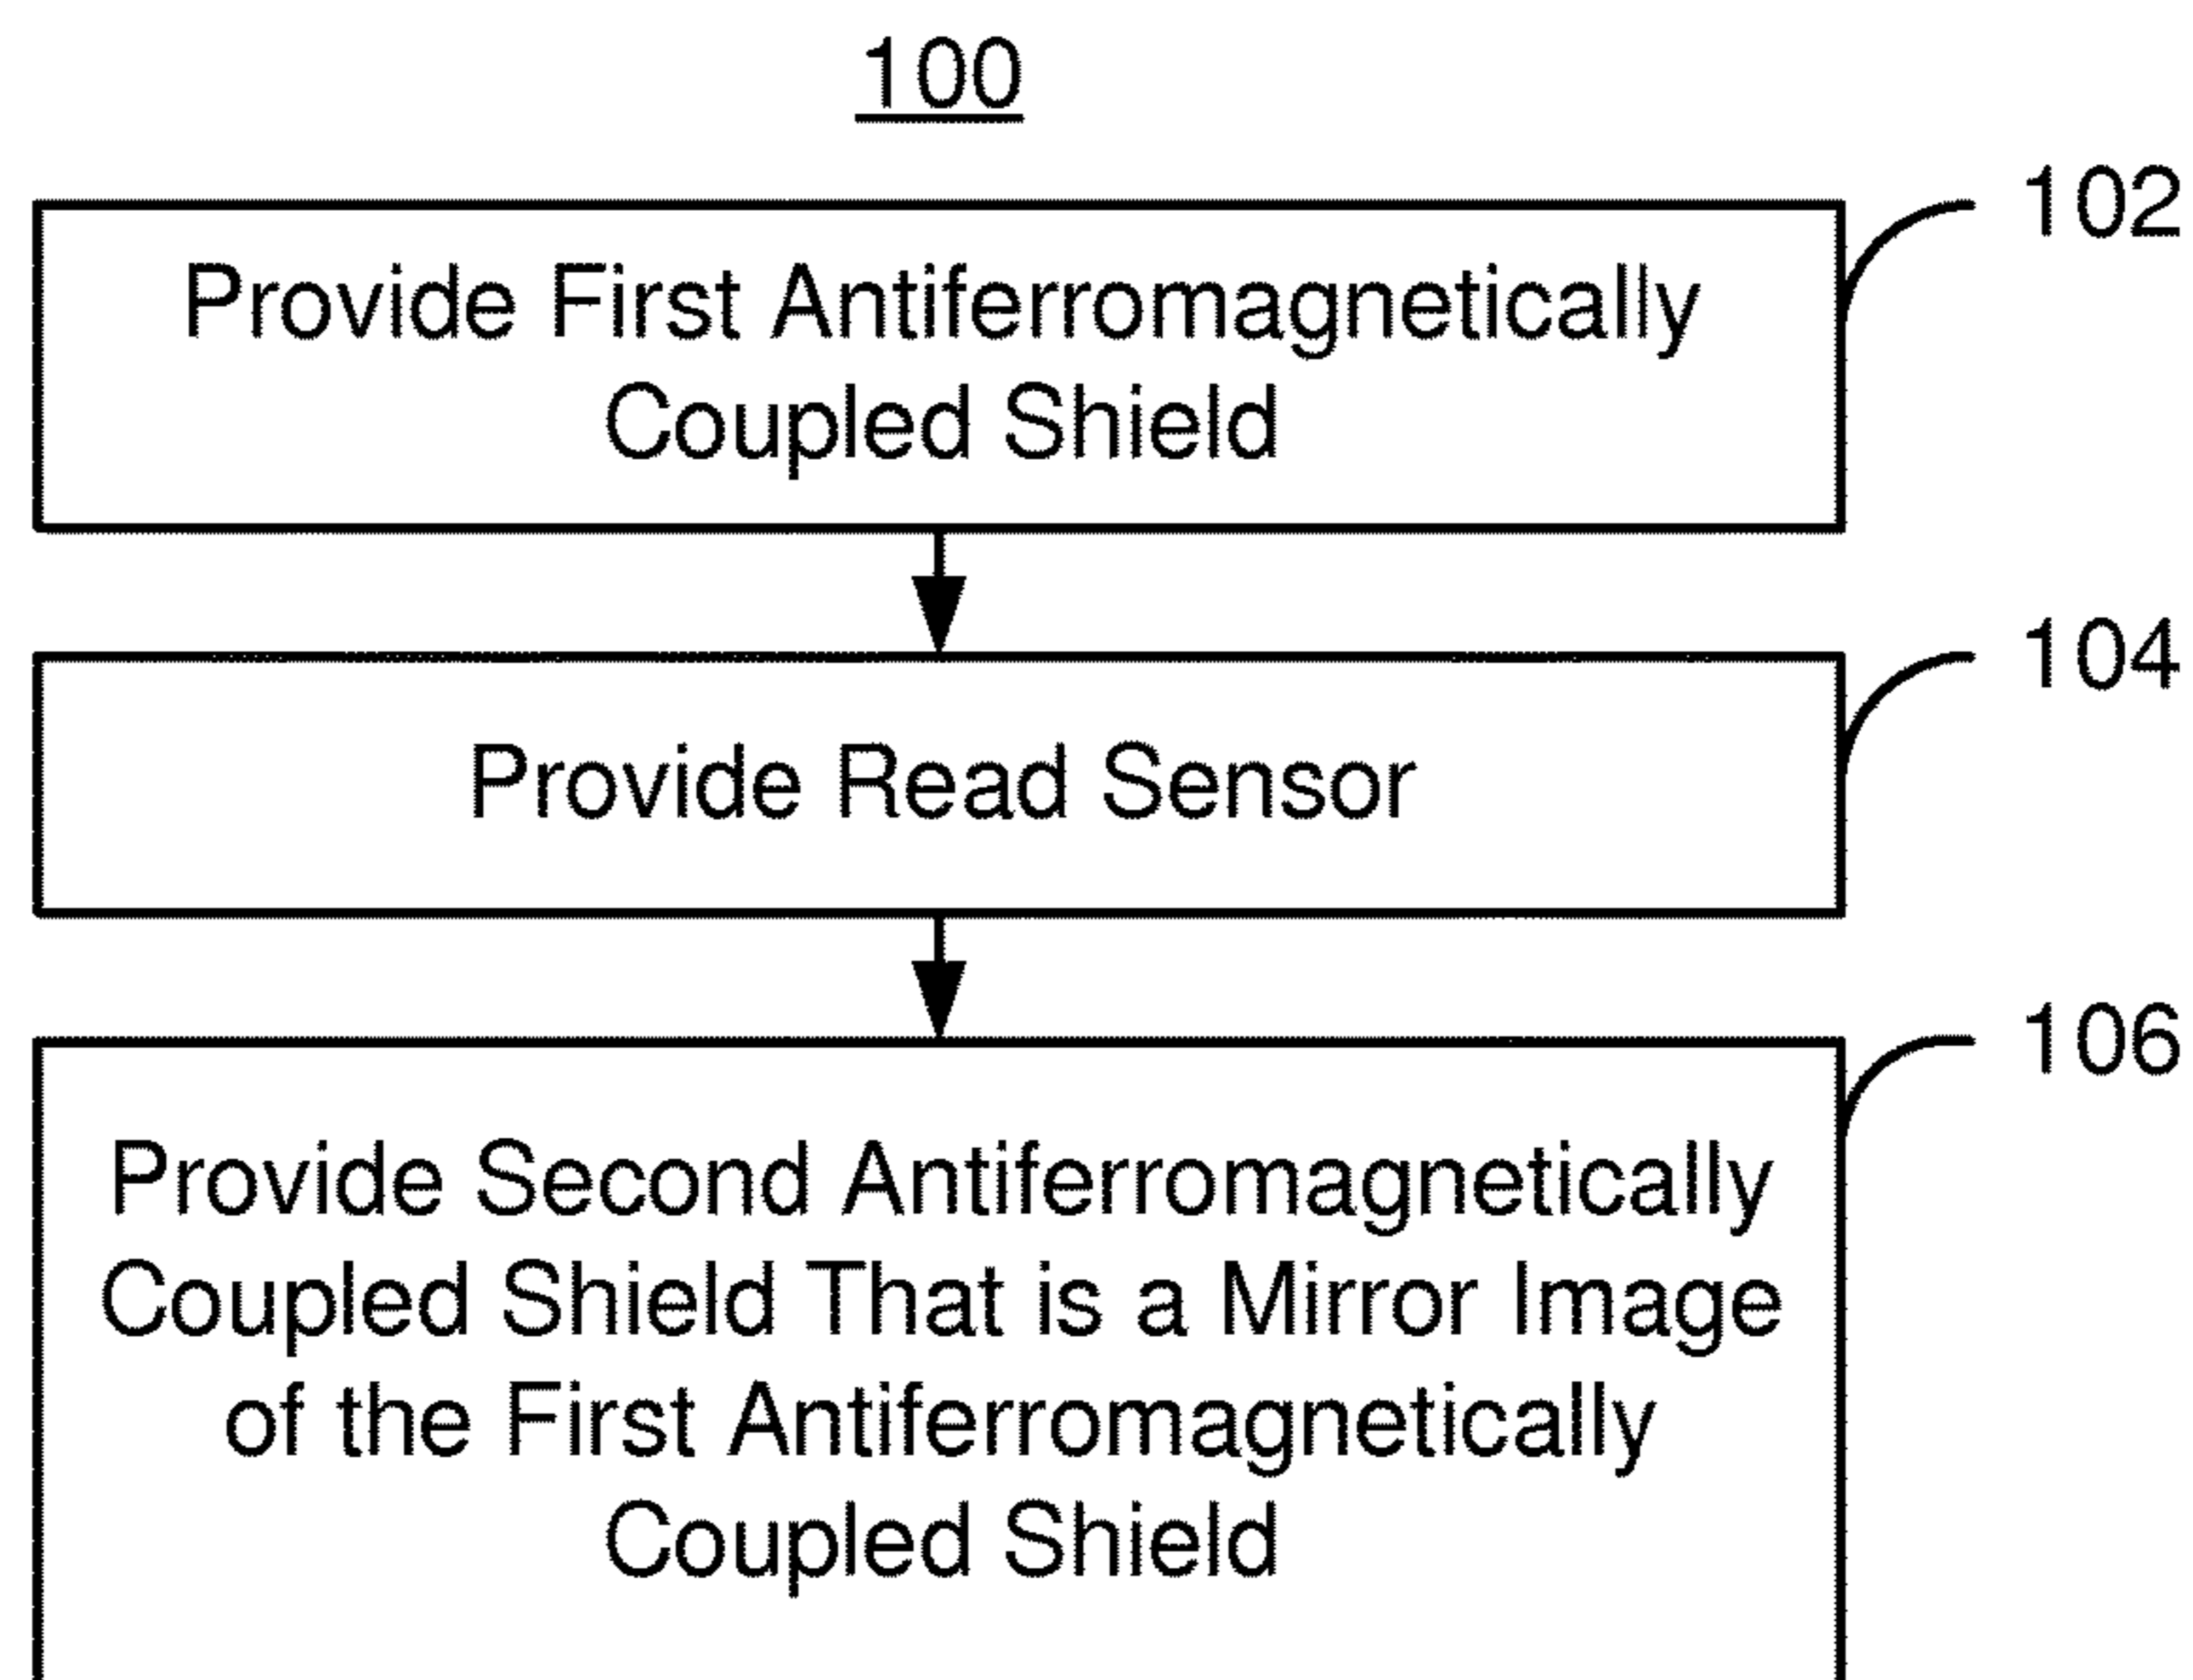 100
102
Provide First Antiferromagnetically
Coupled Shield
104
Provide Read Sensor
106
Provide Second Antiferromagnetically
Coupled Shield That is a Mirror Image
of the First Antiferromagnetically
Coupled Shield